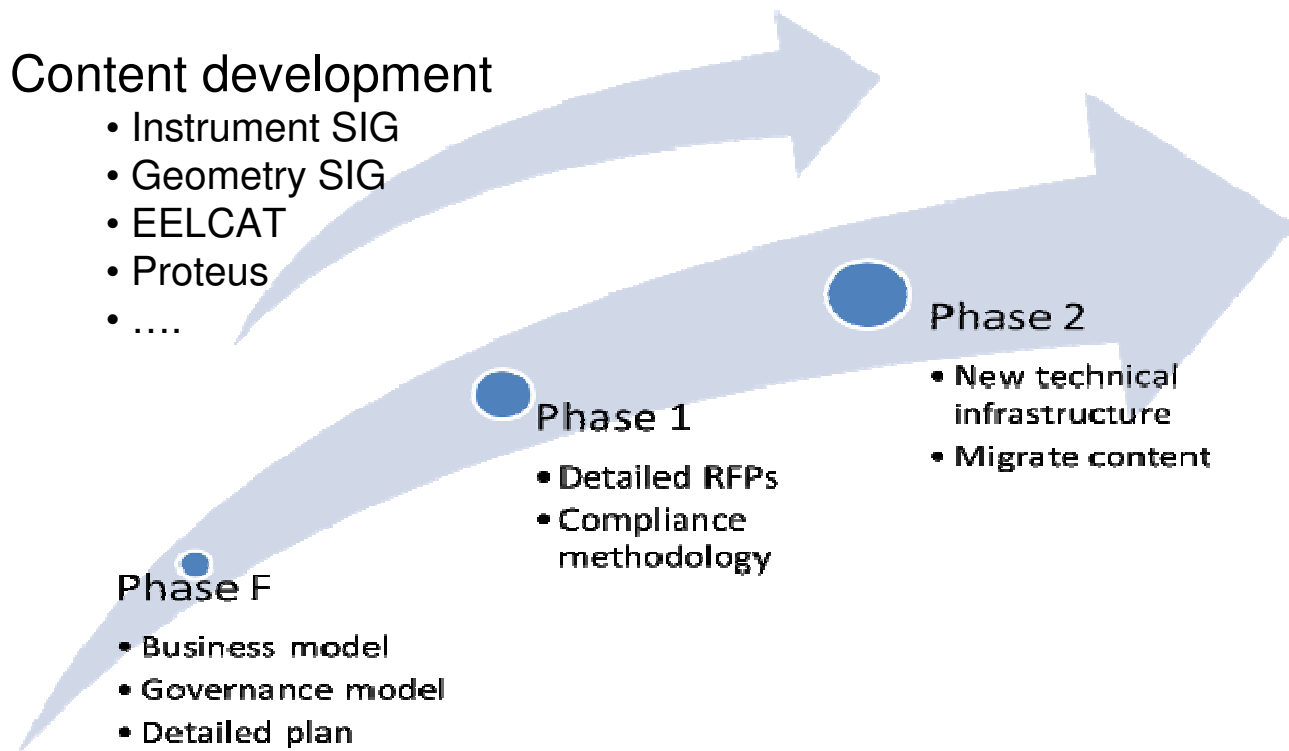 Content development
• Instrument SIG
• Geometry SIG
• EELCAT
• Proteus
• ....
Phase F
• Business model
• Governance model
• Detailed plan
Phase 1
• Detailed RFPs
• Compliance
methodology
Phase 2
• New technical
infrastructure
• Migrate content